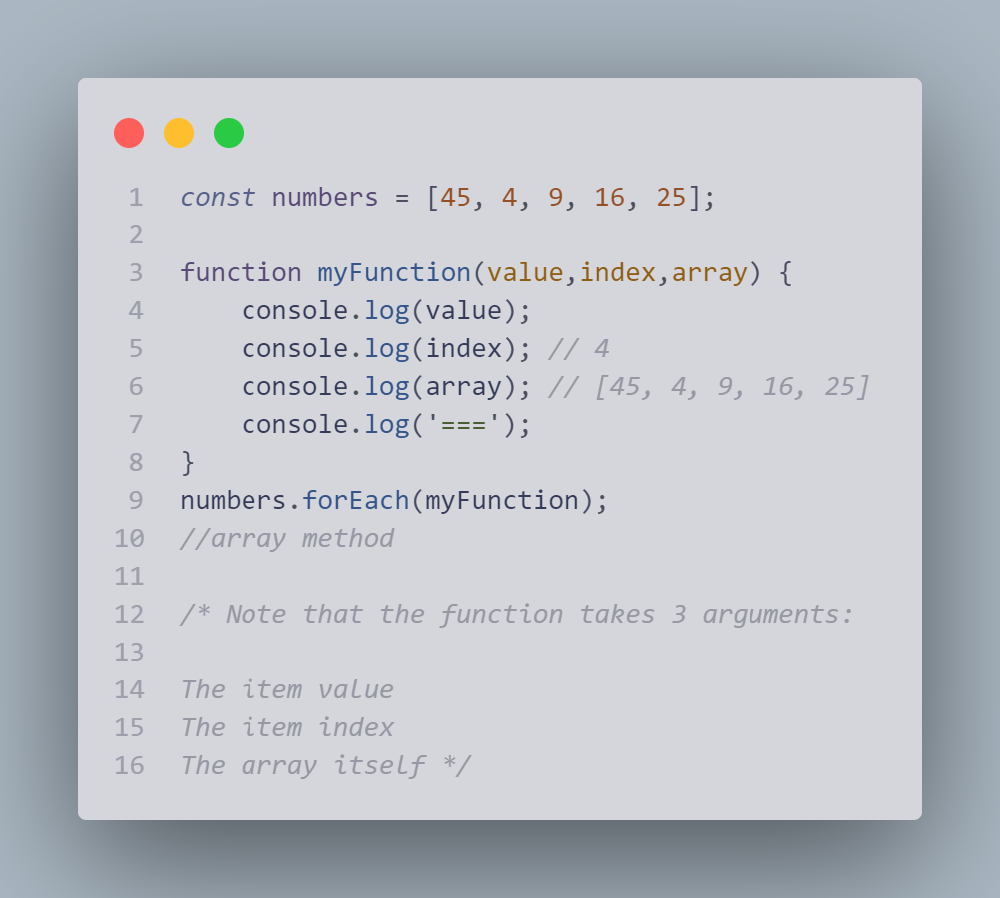 1 const numbers = [45, 4, 9, 16, 25];
2
3 function myFunction(value,index,array) {
4     console.log(value);
5     console.log(index); // 4
6     console.log(array); // [45, 4, 9, 16, 25]
7     console.log('===');
8 }
9 numbers.forEach(myFunction);
10 //array method
11
12 /* Note that the function takes 3 arguments:
13
14 The item value
15 The item index
16 The array itself */